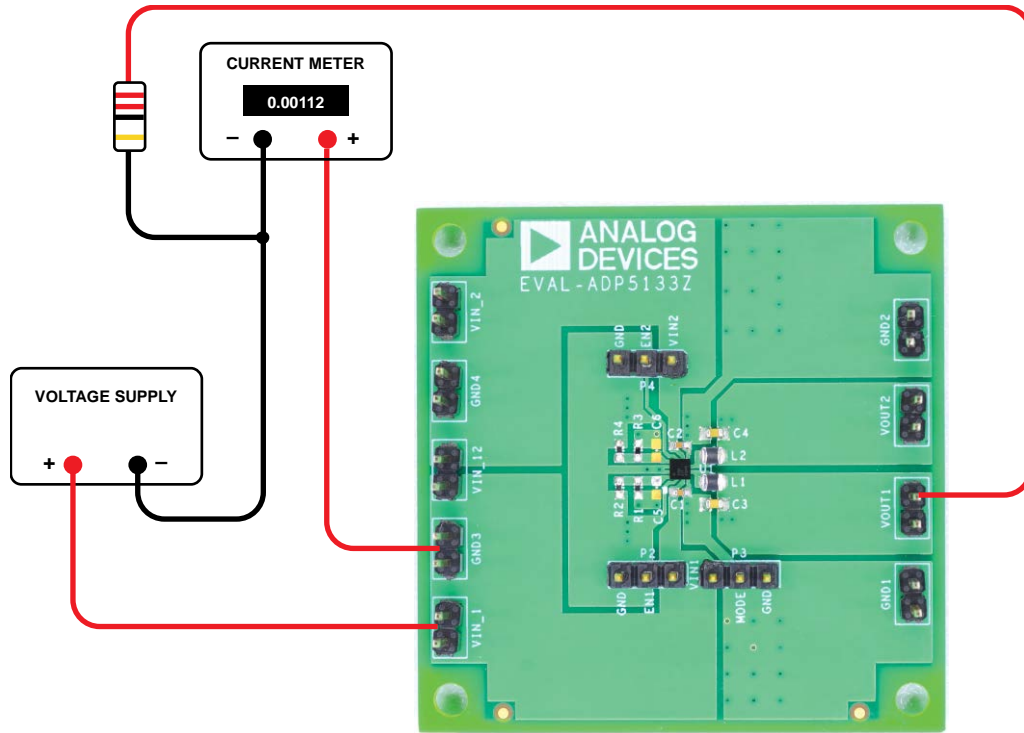 CURRENT METER
0.00112
− +
VOLTAGE SUPPLY
+ −
ANALOG
DEVICES
EVAL-ADP5133Z
VIN_2
GND4
VIN_12
GND3
VIN_1
GND
EN2
VIN2
P4
R4
R3
C6
C2
C4
L2
L1
R2
R1
C5
C1
C3
P2
GND
EN1
VIN1
P3
MODE
GND
GND2
VOUT2
VOUT1
GND1